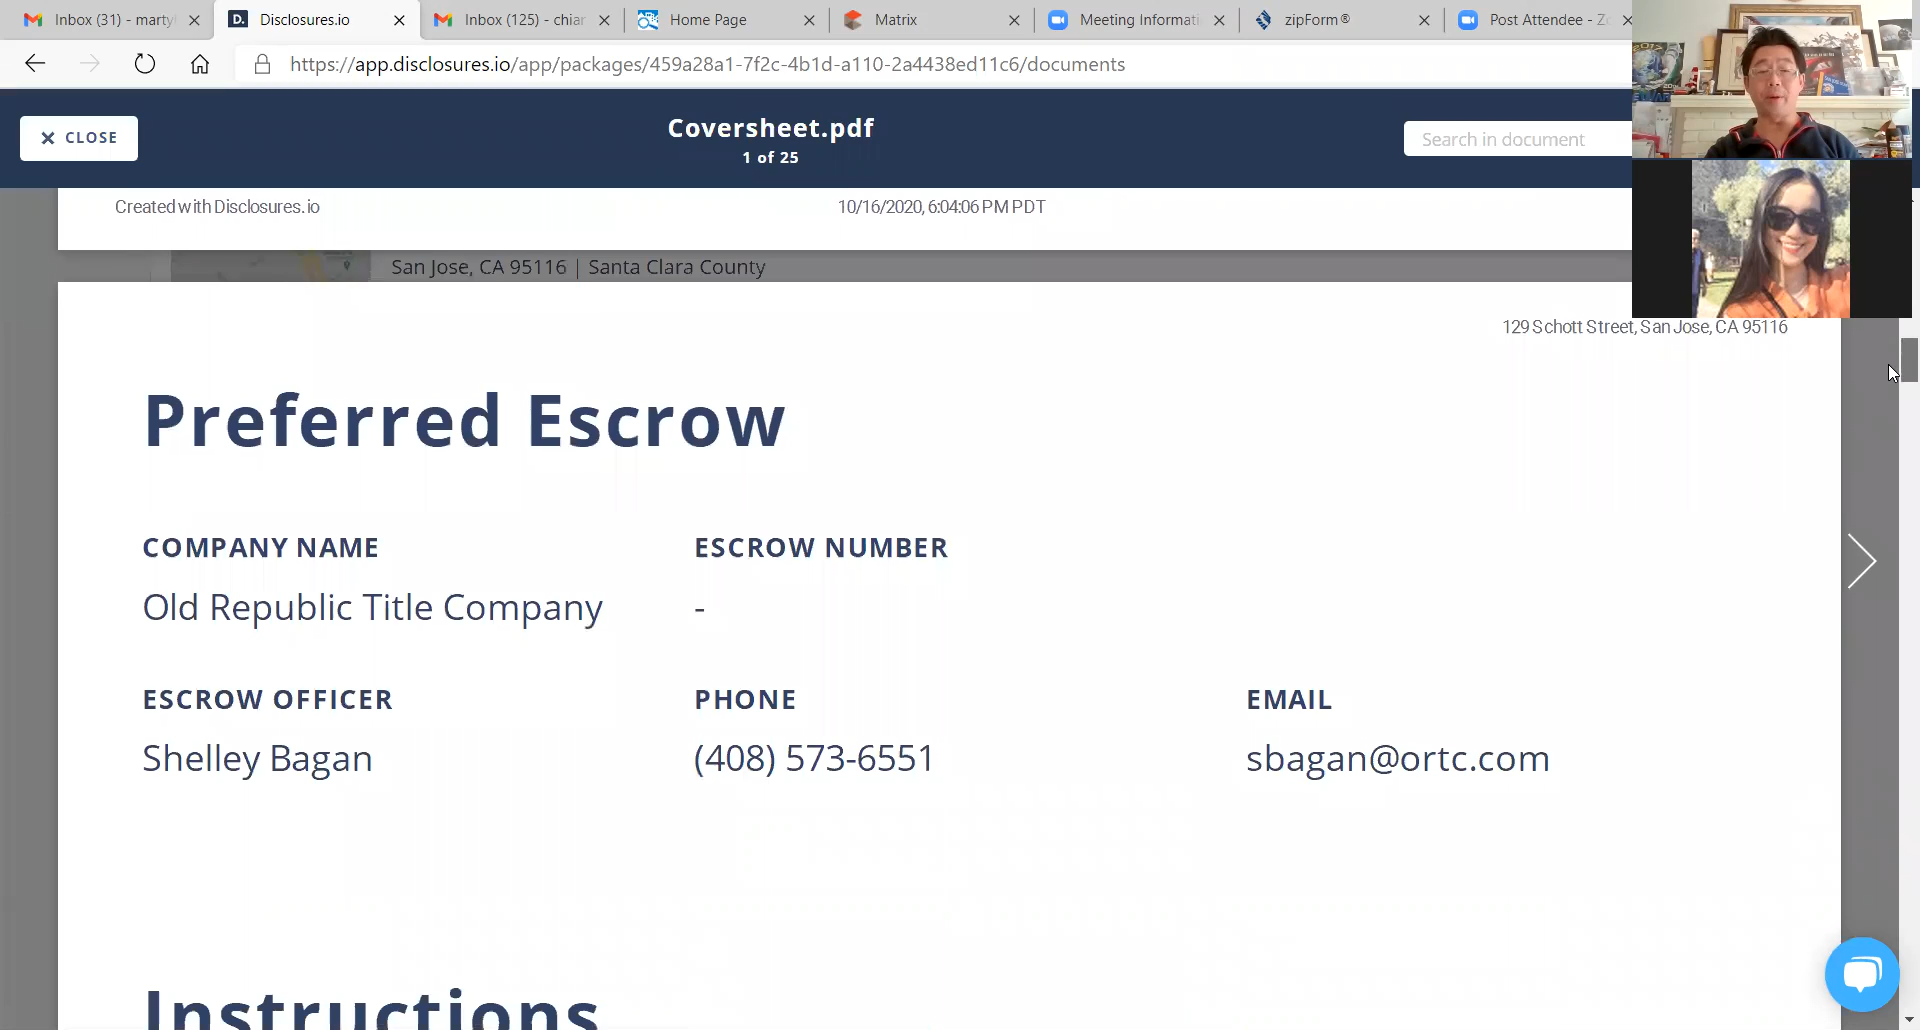 Inbox (31) - marty
Disclosures.io
Inbox (125) - chiar
Home Page
Matrix
Meeting Informati
zipForm®
Post Attendee - Zo
https://app.disclosures.io/app/packages/459a28a1-7f2c-4b1d-a110-2a4438ed11c6/documents
CLOSE
Coversheet.pdf
1 of 25
Search in document
Created with Disclosures.io
10/16/2020, 6:04:06 PM PDT
San Jose, CA 95116 | Santa Clara County
129 Schott Street, San Jose, CA 95116
Preferred Escrow
COMPANY NAME
ESCROW NUMBER
Old Republic Title Company
-
ESCROW OFFICER
PHONE
EMAIL
Shelley Bagan
(408) 573-6551
sbagan@ortc.com
Instructions